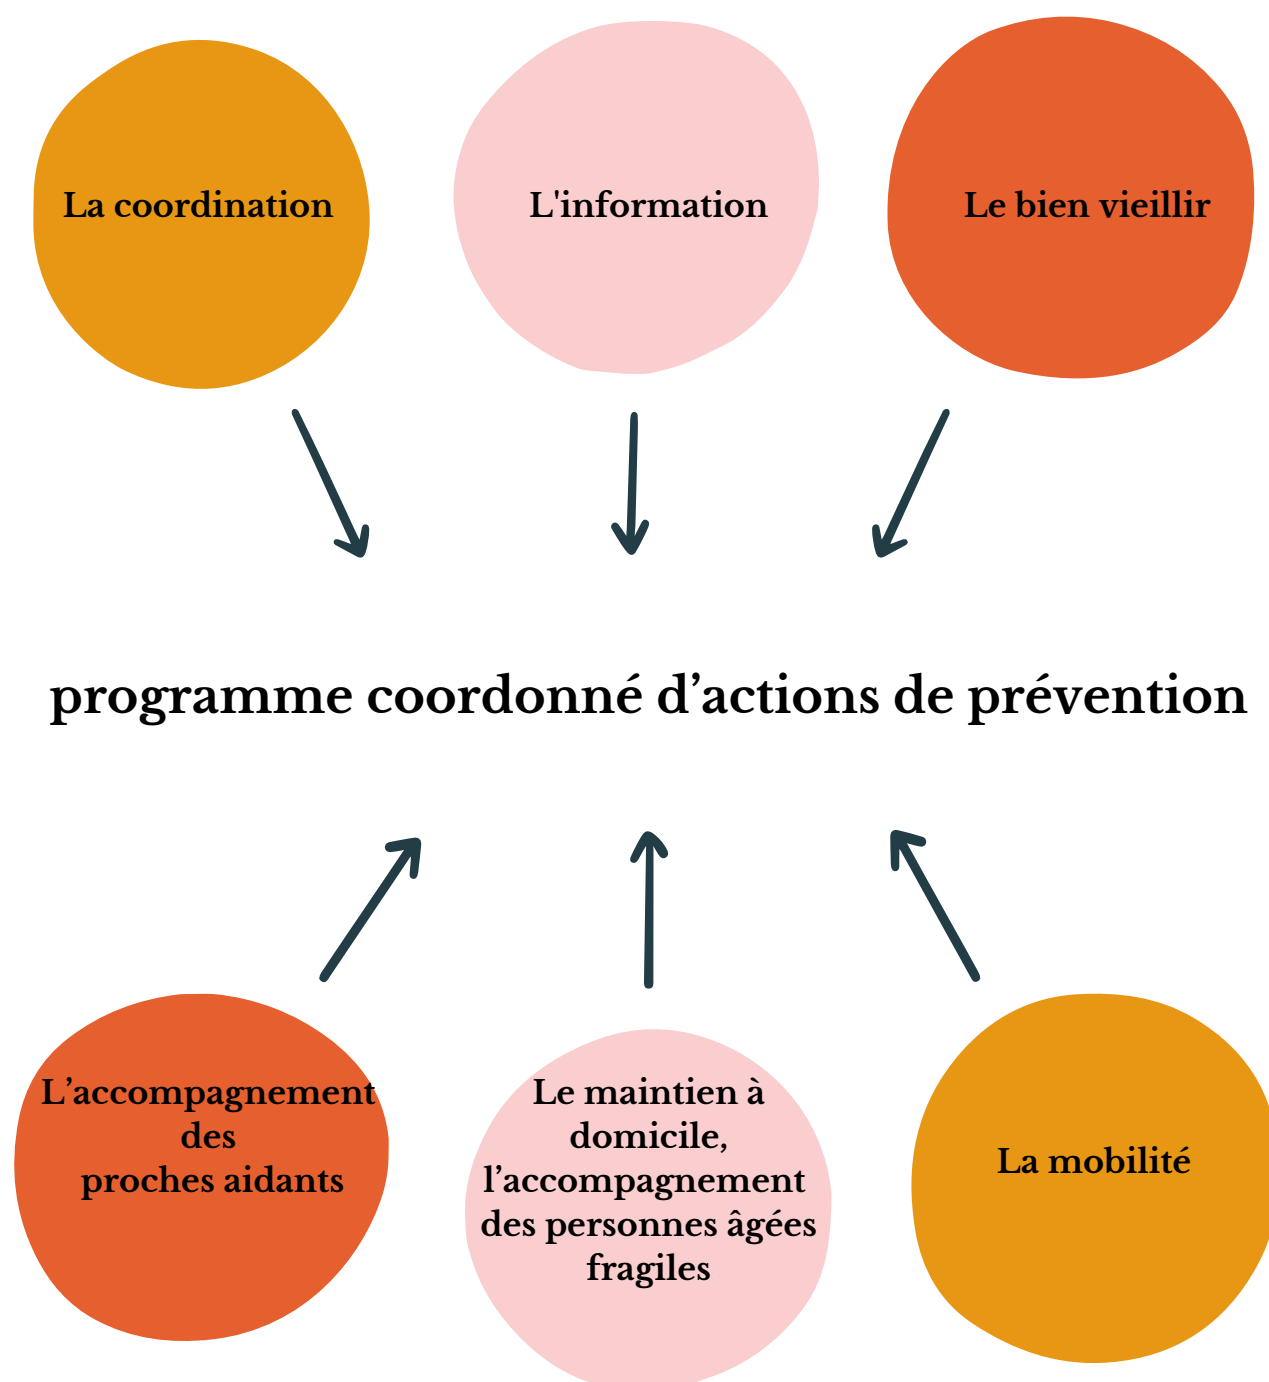 La coordination
L'information
Le bien vieillir
programme coordonné d’actions de prévention
L’accompagnement
des
proches aidants
Le maintien à
domicile,
l’accompagnement
des personnes âgées
fragiles
La mobilité